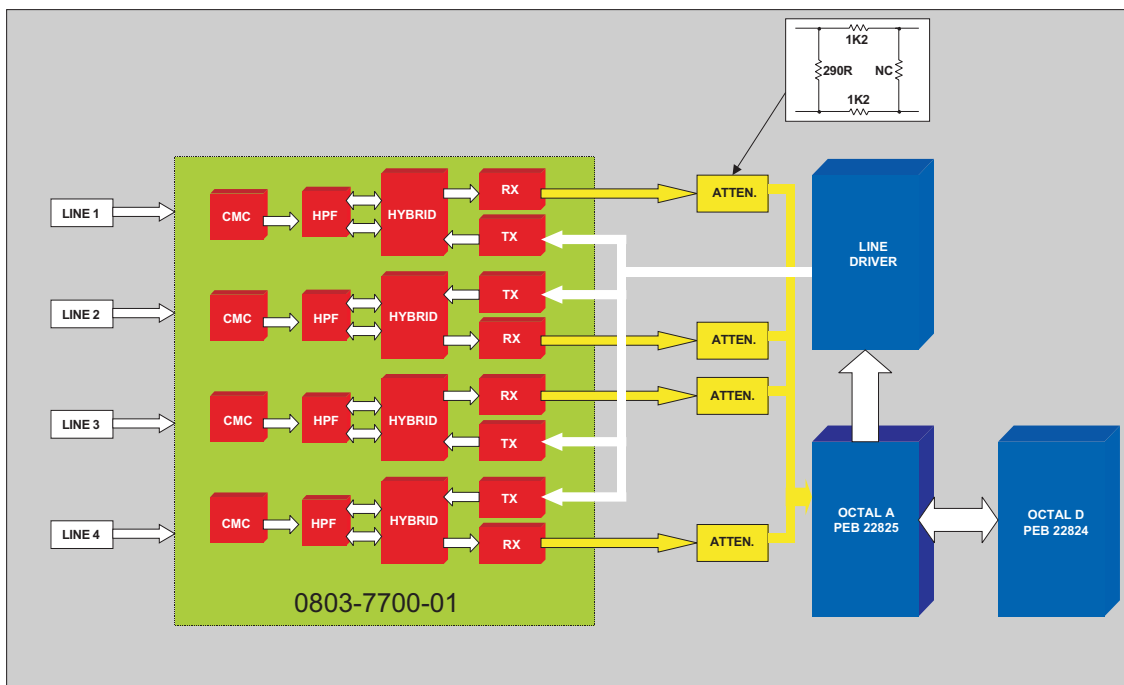 1K2
290R
NC
1K2
LINE 1
CMC
HPF
HYBRID
RX
TX
ATTEN.
LINE
DRIVER
LINE 2
CMC
HPF
HYBRID
TX
RX
ATTEN.
LINE 3
CMC
HPF
HYBRID
RX
TX
ATTEN.
LINE 4
CMC
HPF
HYBRID
TX
RX
ATTEN.
OCTAL A
PEB 22825
OCTAL D
PEB 22824
0803-7700-01